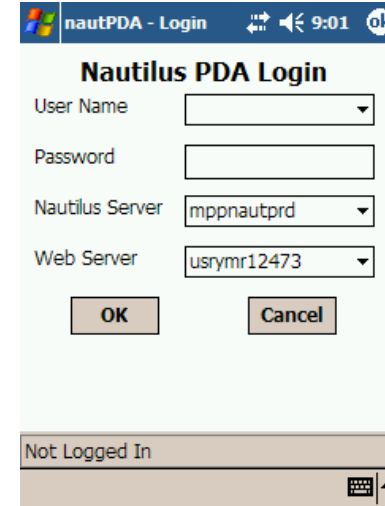 nautPDA - Login 9:01 ok
Nautilus PDA Login
User Name
Password
Nautilus Server mppnautprd
Web Server usrymr12473
OK Cancel
Not Logged In